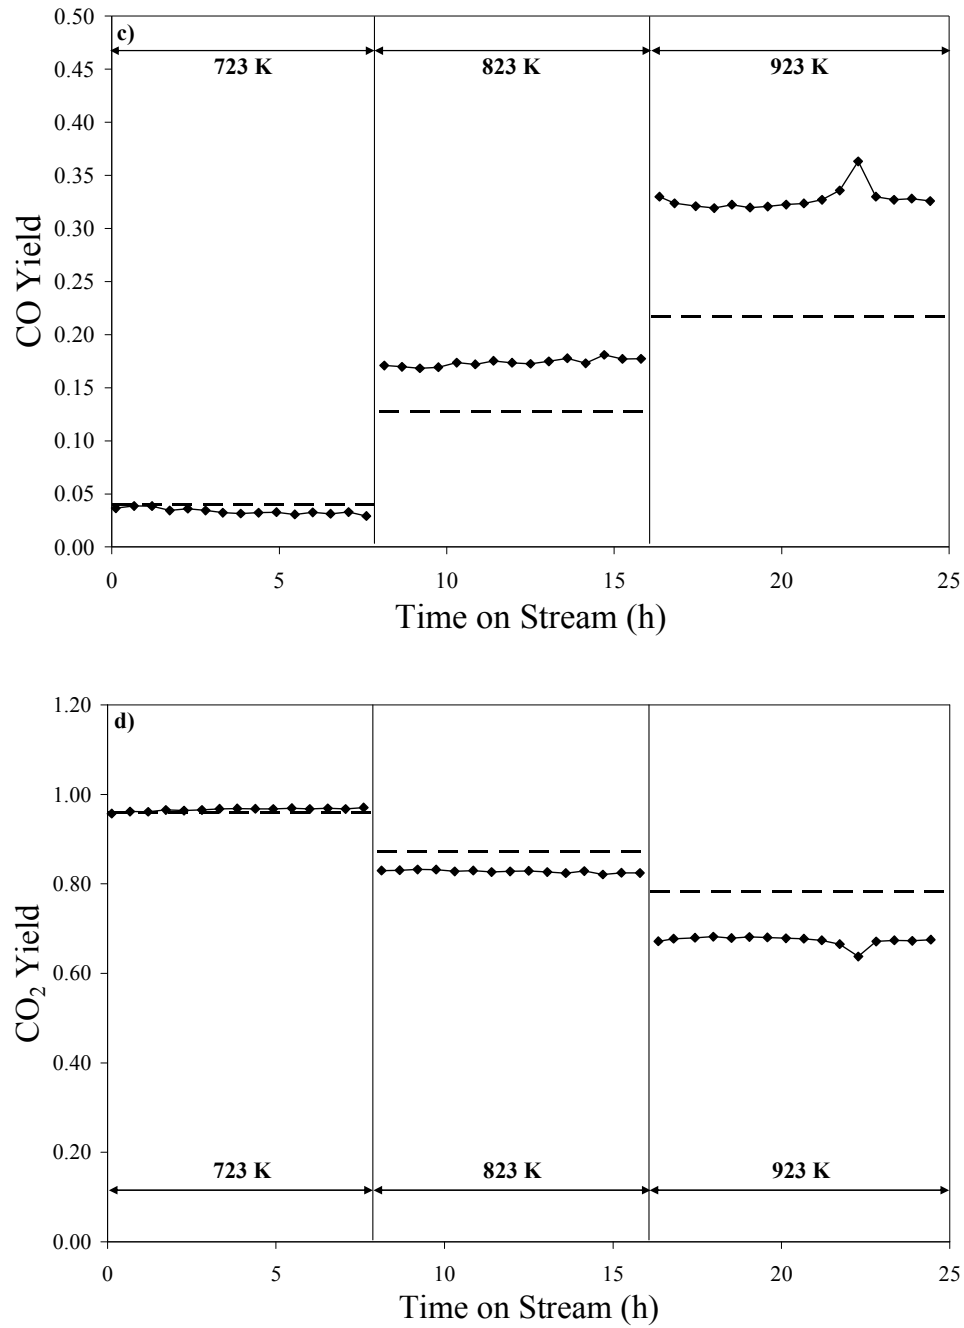 c)
0.50
0.45
0.40
0.35
0.30
0.25
0.20
0.15
0.10
0.05
0.00
CO Yield
723 K
823 K
923 K
0 5 10 15 20 25
Time on Stream (h)
d)
1.20
1.00
0.80
0.60
0.40
0.20
0.00
CO₂ Yield
723 K
823 K
923 K
0 5 10 15 20 25
Time on Stream (h)